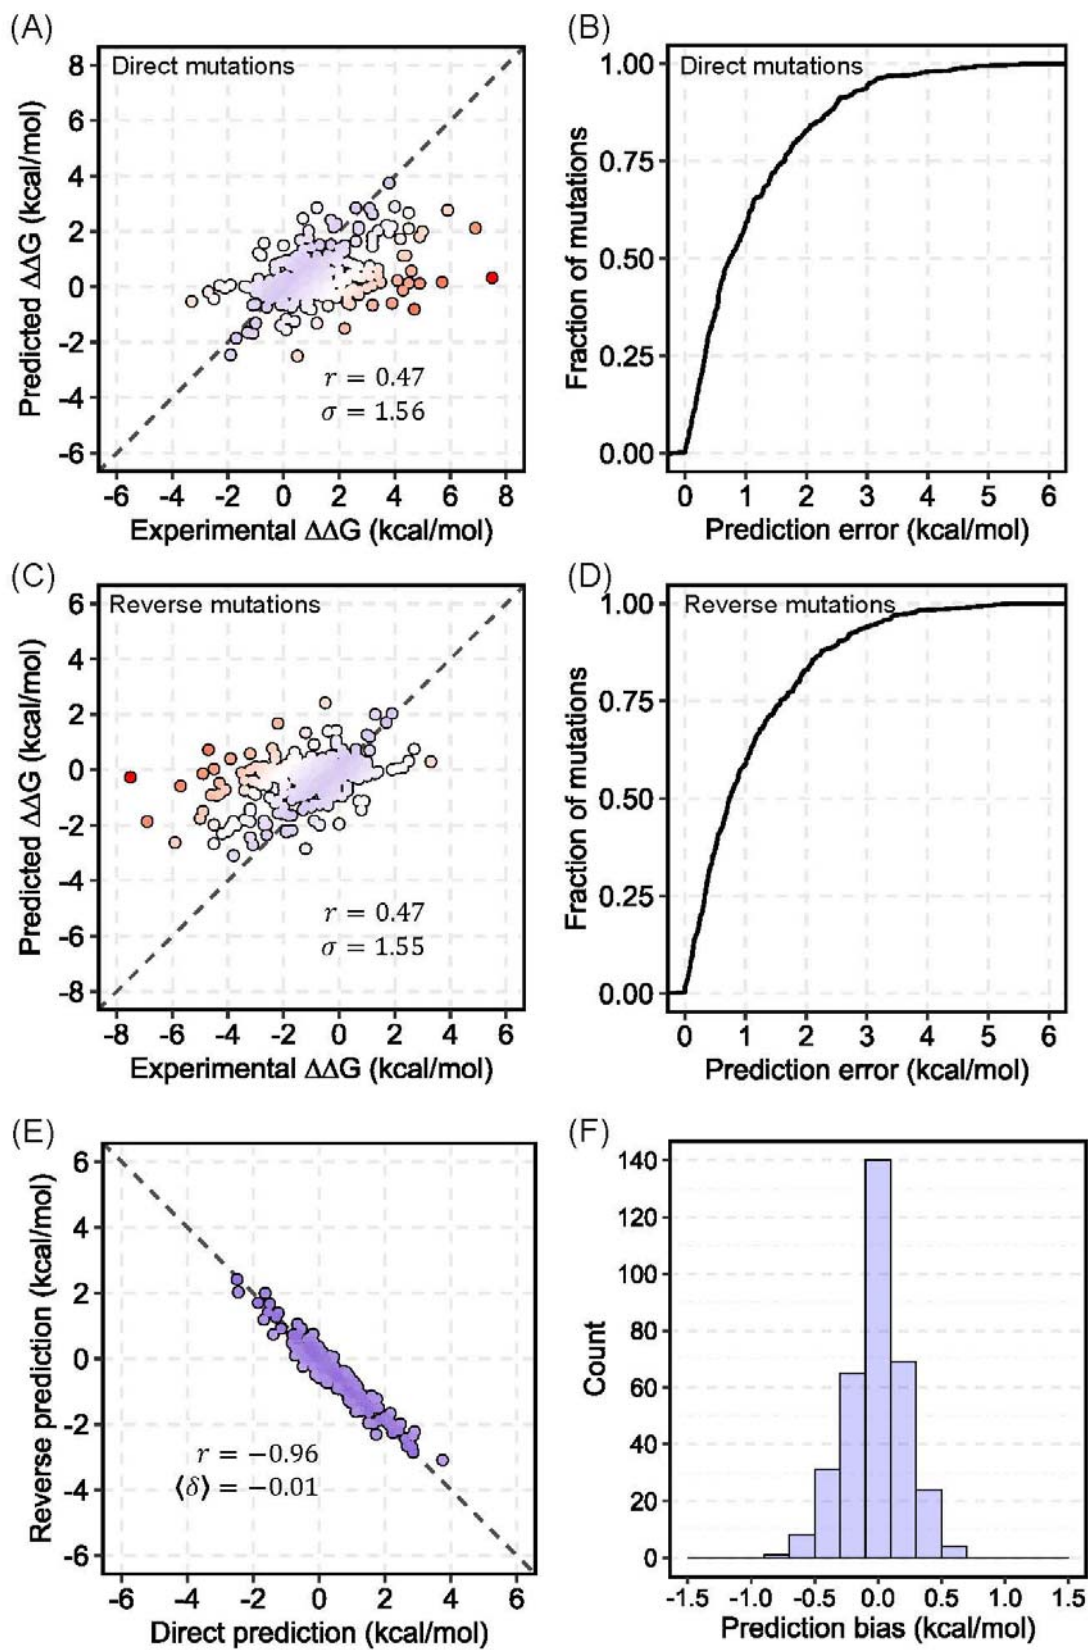 (A)
Direct mutations
8
6
4
2
0
-2
-4
-6
Predicted ΔΔG (kcal/mol)
r = 0.47
σ = 1.56
-6 -4 -2 0 2 4 6 8
Experimental ΔΔG (kcal/mol)
(B)
Direct mutations
1.00
0.75
0.50
0.25
0.00
Fraction of mutations
0 1 2 3 4 5 6
Prediction error (kcal/mol)
(C)
Reverse mutations
6
4
2
0
-2
-4
-6
-8
Predicted ΔΔG (kcal/mol)
r = 0.47
σ = 1.55
-8 -6 -4 -2 0 2 4 6
Experimental ΔΔG (kcal/mol)
(D)
Reverse mutations
1.00
0.75
0.50
0.25
0.00
Fraction of mutations
0 1 2 3 4 5 6
Prediction error (kcal/mol)
(E)
6
4
2
0
-2
-4
-6
Reverse prediction (kcal/mol)
r = −0.96
⟨δ⟩ = −0.01
-6 -4 -2 0 2 4 6
Direct prediction (kcal/mol)
(F)
140
120
100
80
60
40
20
0
Count
-1.5 -1.0 -0.5 0.0 0.5 1.0 1.5
Prediction bias (kcal/mol)